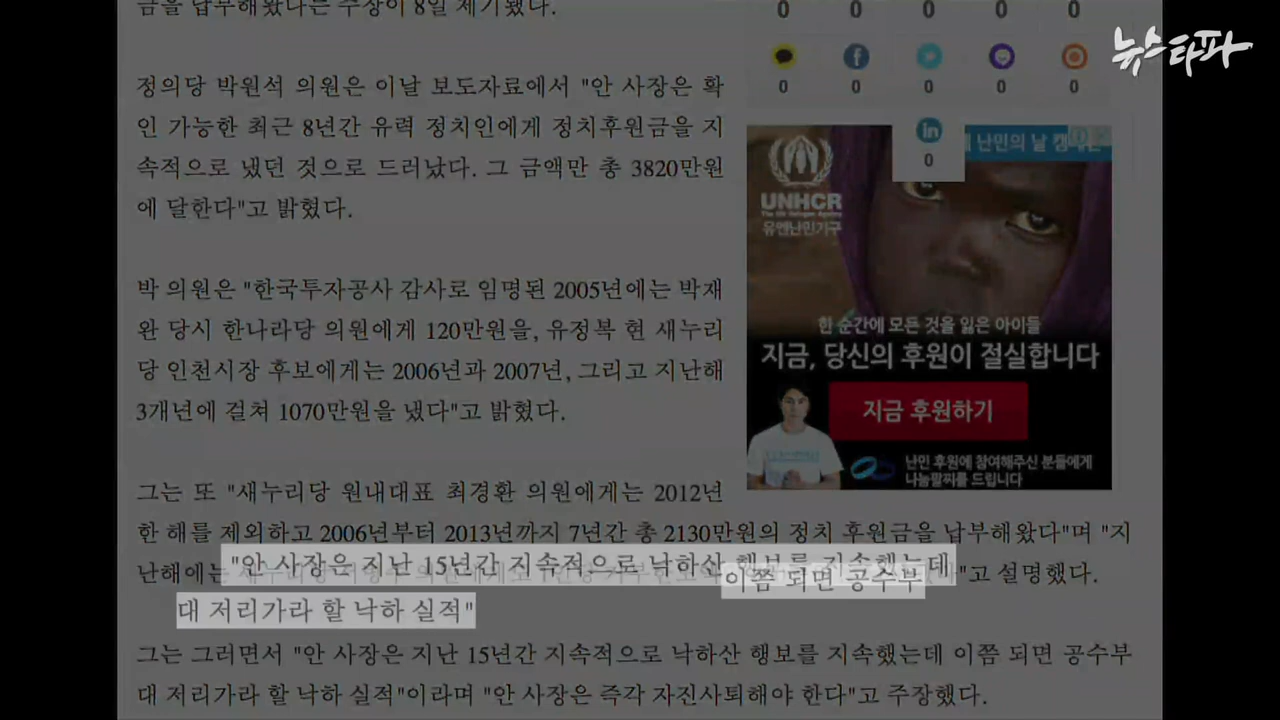 금을 납부해왔다는 주장이 8일 제기됐다.
정의당 박원석 의원은 이날 보도자료에서 "안 사장은 확
인 가능한 최근 8년간 유력 정치인에게 정치후원금을 지
속적으로 냈던 것으로 드러났다. 그 금액만 총 3820만원
에 달한다"고 밝혔다.
박 의원은 "한국투자공사 감사로 임명된 2005년에는 박재
완 당시 한나라당 의원에게 120만원을, 유정복 현 새누리
당 인천시장 후보에게는 2006년과 2007년, 그리고 지난해
3개년에 걸쳐 1070만원을 냈다"고 밝혔다.
그는 또 "새누리당 원내대표 최경환 의원에게는 2012년
한 해를 제외하고 2006년부터 2013년까지 7년간 총 2130만원의 정치 후원금을 납부해왔다"며 "지
난해에는
"고 설명했다.
"안 사장은 지난 15년간 지속적으로 낙하산 행보를 지속했는데
이쯤 되면 공수부
대 저리가라 할 낙하 실적"
그는 그러면서 "안 사장은 지난 15년간 지속적으로 낙하산 행보를 지속했는데 이쯤 되면 공수부
대 저리가라 할 낙하 실적"이라며 "안 사장은 즉각 자진사퇴해야 한다"고 주장했다.
0 0 0 0 0
0 0 0 0 0
in
0
뉴스타파
난민의 날
UNHCR
The UN Refugee Agency
유엔난민기구
한 순간에 모든 것을 잃은 아이들
지금, 당신의 후원이 절실합니다
지금 후원하기
난민 후원에 참여해주신 분들에게
나눔팔찌를 드립니다